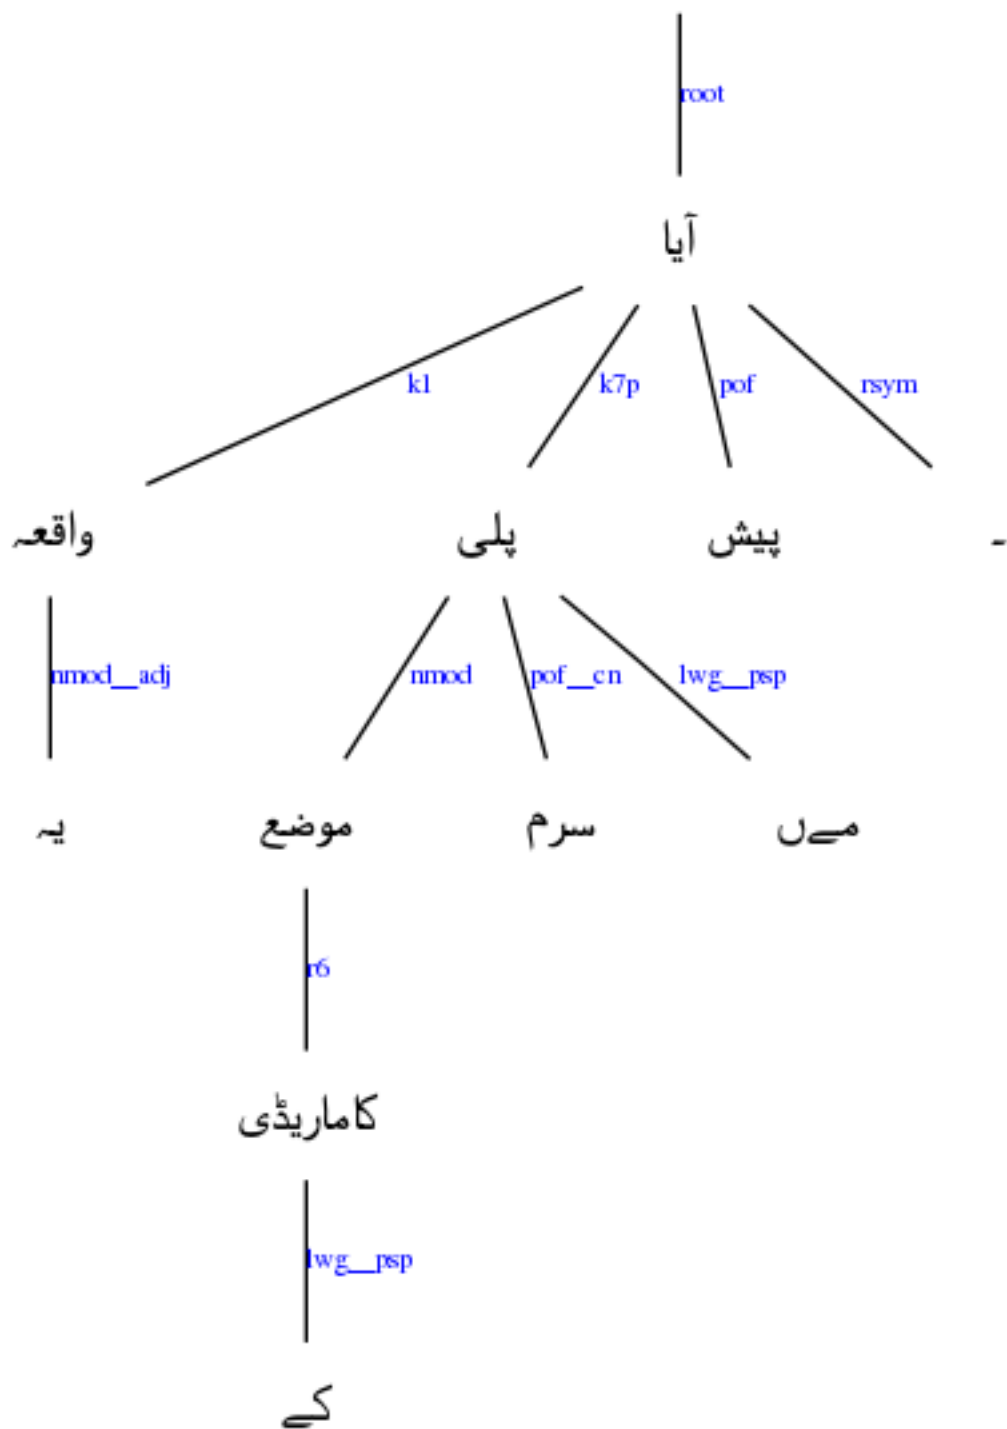 root
آیا
k1 k7p pof rsym
واقعہ پلی پیش ۔
nmod__adj nmod pof__cn lwg__psp
یہ موضع سرم مےں
r6
کاماریڈی
lwg__psp
کے